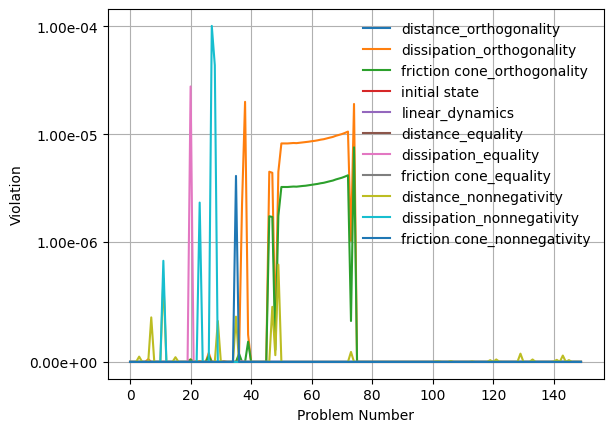 1.00e-04
1.00e-05
1.00e-06
0.00e+00
Violation
0 20 40 60 80 100 120 140
Problem Number
distance_orthogonality
dissipation_orthogonality
friction cone_orthogonality
initial state
linear_dynamics
distance_equality
dissipation_equality
friction cone_equality
distance_nonnegativity
dissipation_nonnegativity
friction cone_nonnegativity